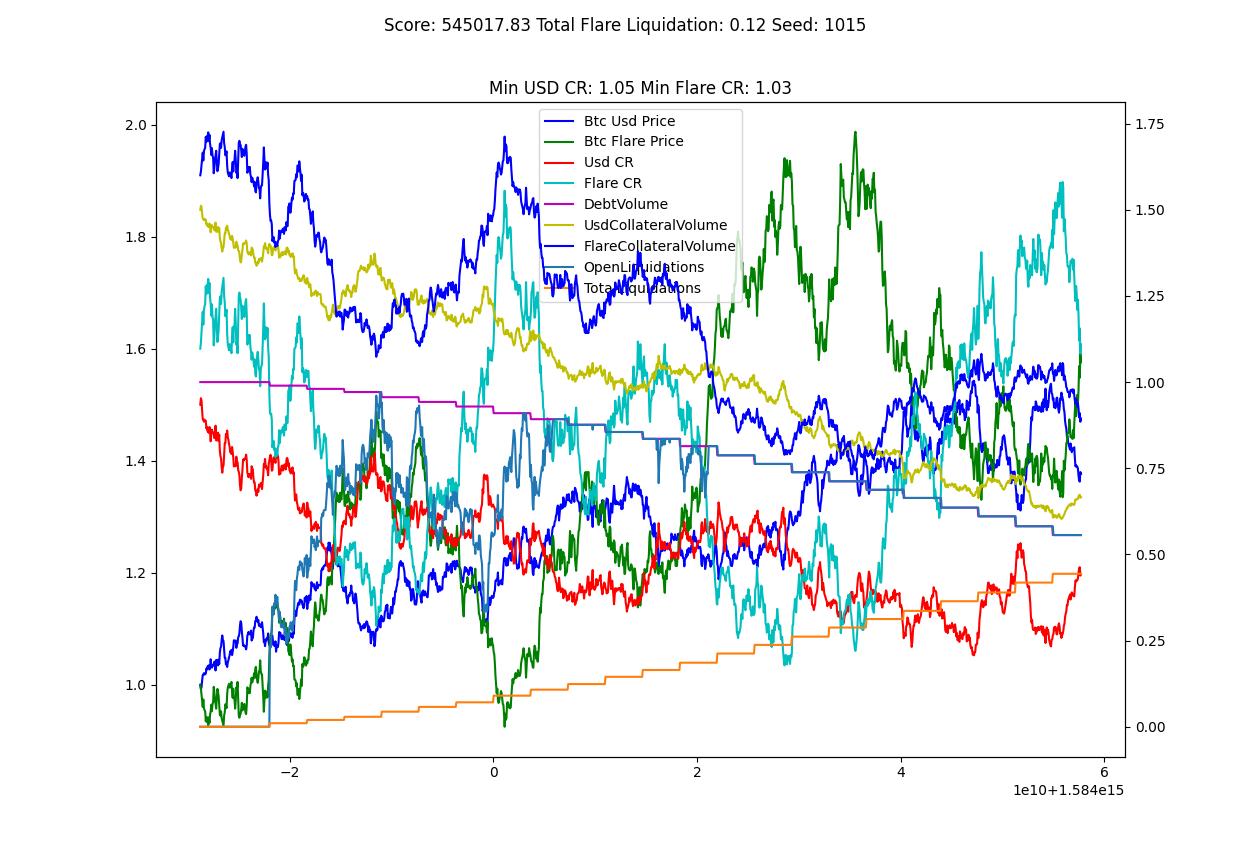 Score: 545017.83 Total Flare Liquidation: 0.12 Seed: 1015
Min USD CR: 1.05 Min Flare CR: 1.03
2.0
1.8
1.6
1.4
1.2
1.0
Btc Usd Price
Btc Flare Price
Usd CR
Flare CR
DebtVolume
UsdCollateralVolume
FlareCollateralVolume
OpenLiquidations
TotalLiquidations
1.75
1.50
1.25
1.00
0.75
0.50
0.25
0.00
−2
0
2
4
6
1e10+1.584e15